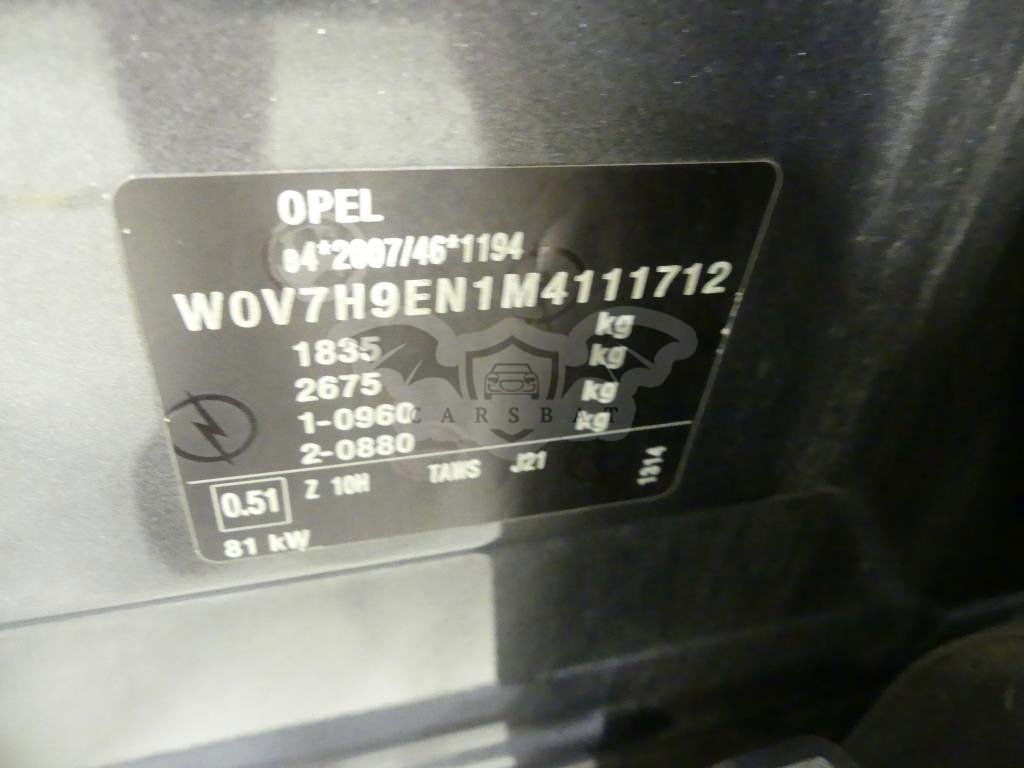 OPEL
e4*2007/46*1194
W0V7H9EN1M4111712
kg
1835 kg
2675 kg
1-0960 kg
2-0880
CARSBAT
0.51 Z 10H TAWS J21 1314
81 kW